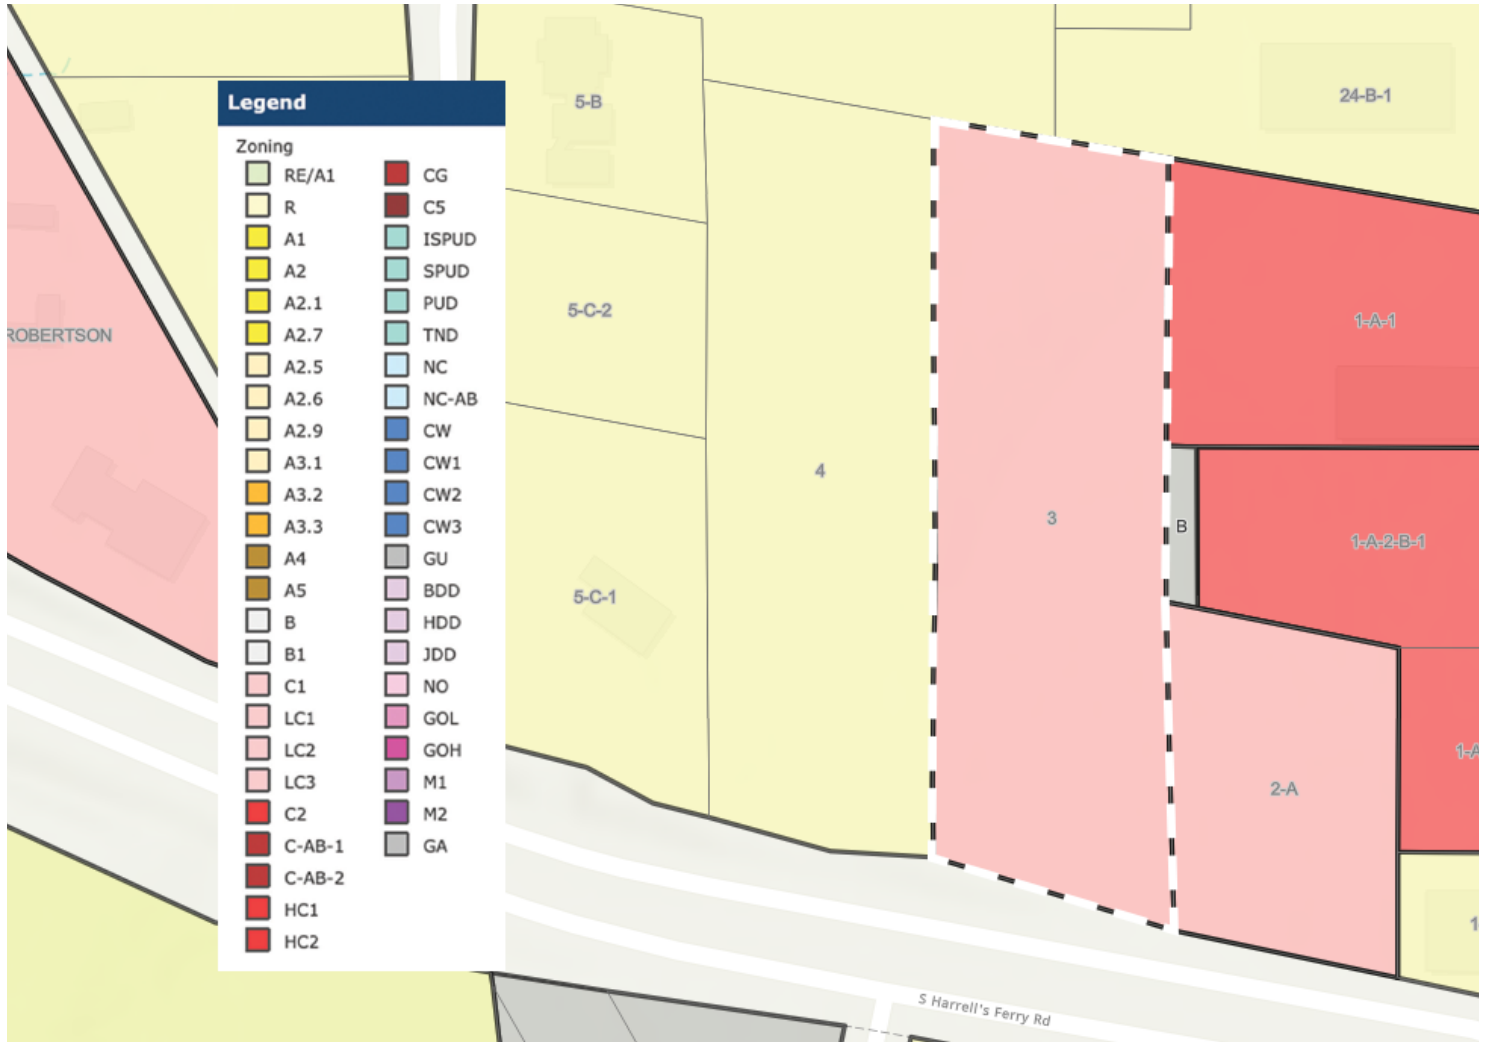 5-B
24-B-1
Legend
Zoning
RE/A1
R
A1
A2
A2.1
A2.7
A2.5
A2.6
A2.9
A3.1
A3.2
A3.3
A4
A5
B
B1
C1
LC1
LC2
LC3
C2
C-AB-1
C-AB-2
HC1
HC2
CG
C5
ISPUD
SPUD
PUD
TND
NC
NC-AB
CW
CW1
CW2
CW3
GU
BDD
HDD
JDD
NO
GOL
GOH
M1
M2
GA
ROBERTSON
5-C-2
1-A-1
4
3
B
1-A-2-B-1
5-C-1
2-A
1-A
1
S Harrell's Ferry Rd